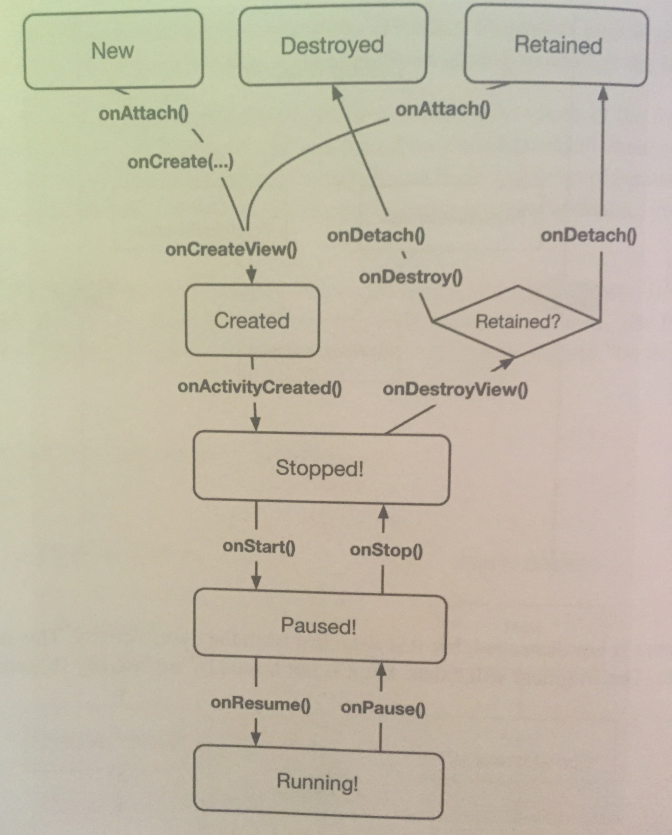 New
Destroyed
Retained
onAttach()
onAttach()
onCreate(...)
onCreateView()
onDetach()
onDetach()
onDestroy()
Created
Retained?
onActivityCreated()
onDestroyView()
Stopped!
onStart()
onStop()
Paused!
onResume()
onPause()
Running!